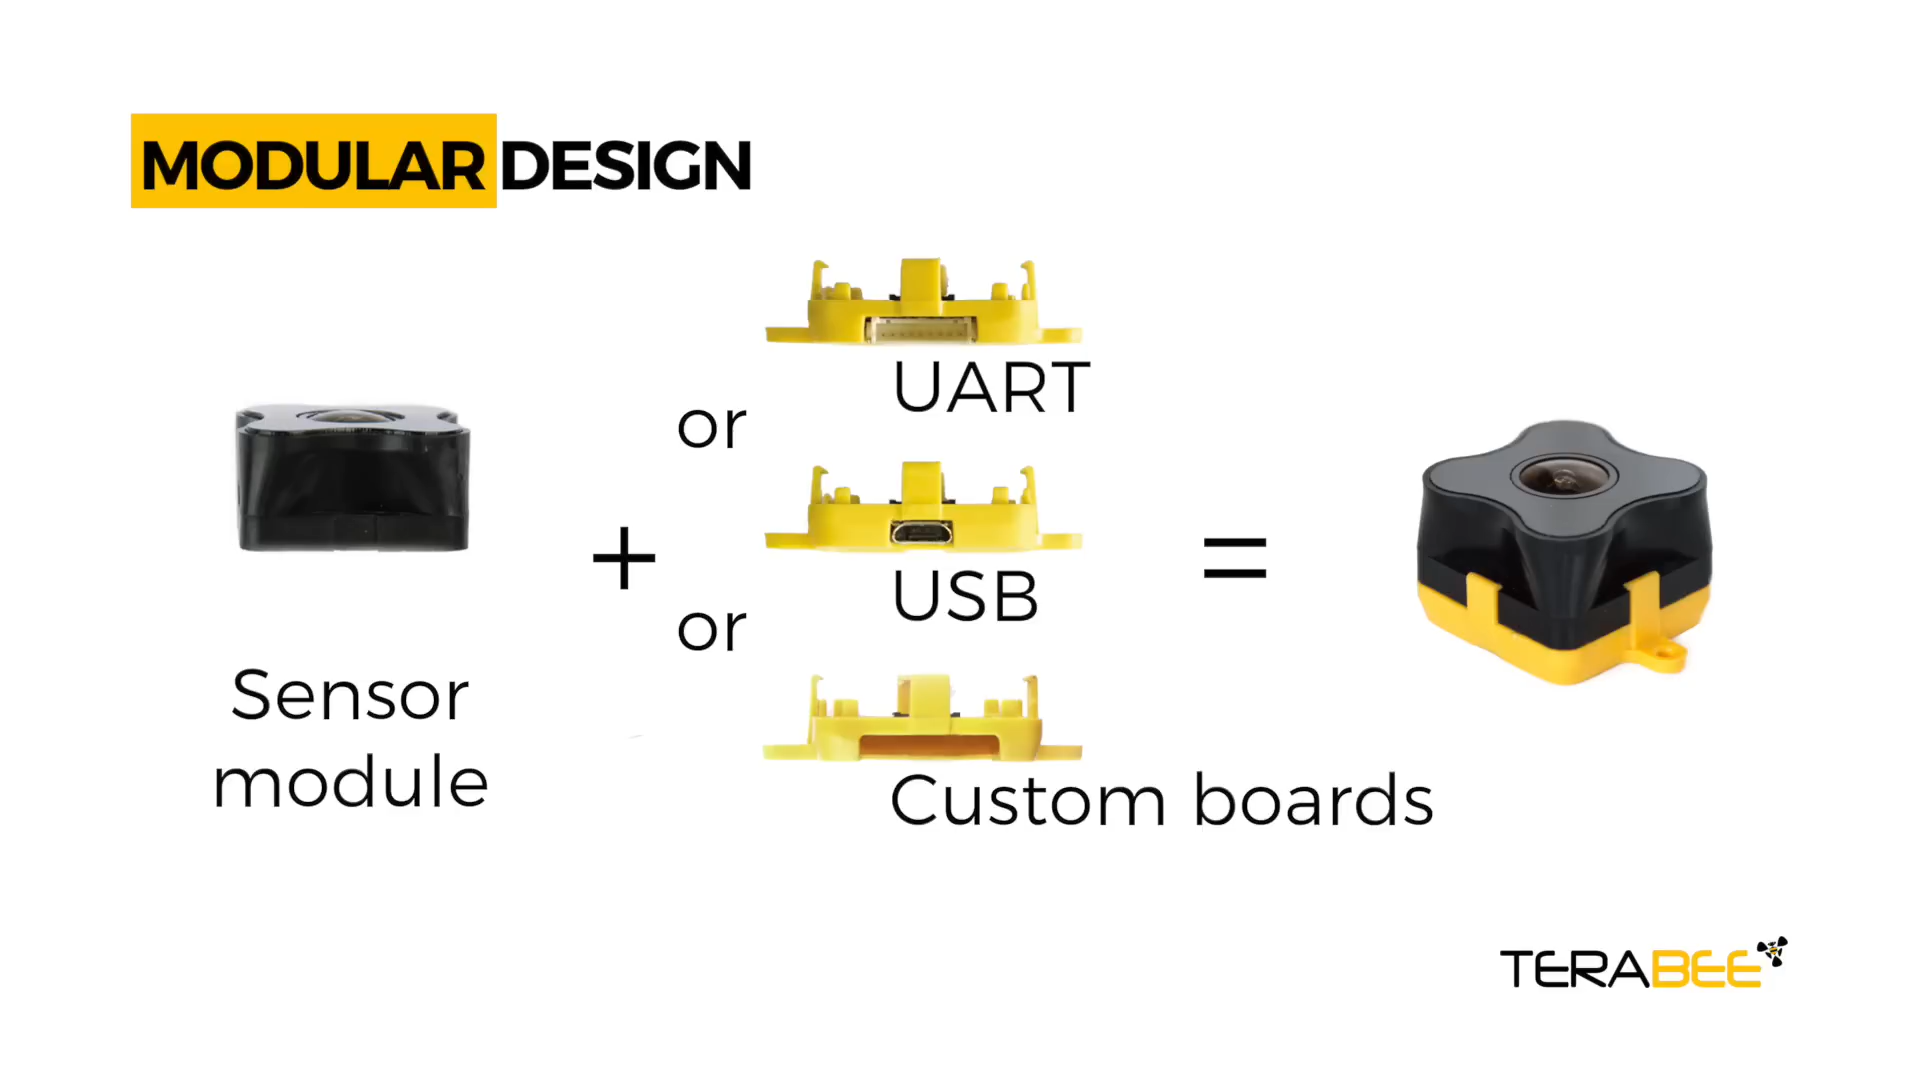 MODULAR DESIGN
UART
or
USB
or
Sensor
module
Custom boards
+
=
TERABEE